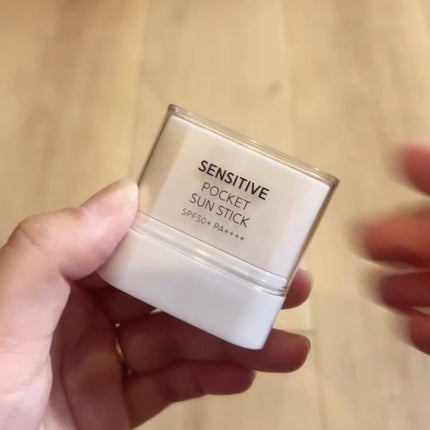 SENSITIVE
POCKET
SUN STICK
SPF50+ PA++++